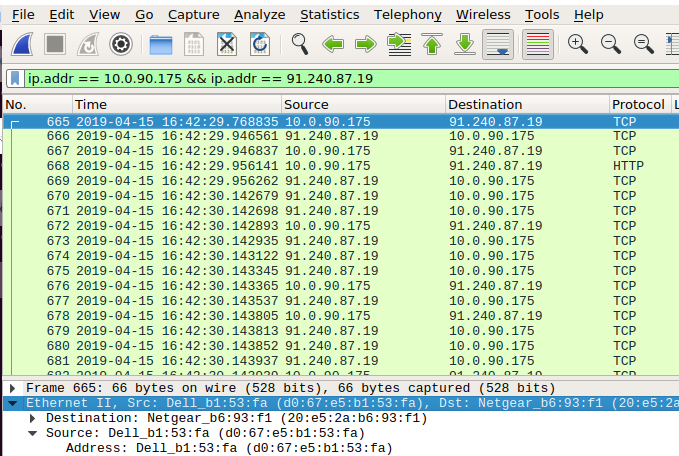 File Edit View Go Capture Analyze Statistics Telephony Wireless Tools Help
ip.addr == 10.0.90.175 && ip.addr == 91.240.87.19
No. Time Source Destination Protocol L
665 2019-04-15 16:42:29.768835 10.0.90.175 91.240.87.19 TCP
666 2019-04-15 16:42:29.946561 91.240.87.19 10.0.90.175 TCP
667 2019-04-15 16:42:29.946837 10.0.90.175 91.240.87.19 TCP
668 2019-04-15 16:42:29.956141 10.0.90.175 91.240.87.19 HTTP
669 2019-04-15 16:42:29.956262 91.240.87.19 10.0.90.175 TCP
670 2019-04-15 16:42:30.142679 91.240.87.19 10.0.90.175 TCP
671 2019-04-15 16:42:30.142698 91.240.87.19 10.0.90.175 TCP
672 2019-04-15 16:42:30.142893 10.0.90.175 91.240.87.19 TCP
673 2019-04-15 16:42:30.142935 91.240.87.19 10.0.90.175 TCP
674 2019-04-15 16:42:30.143122 91.240.87.19 10.0.90.175 TCP
675 2019-04-15 16:42:30.143345 91.240.87.19 10.0.90.175 TCP
676 2019-04-15 16:42:30.143365 10.0.90.175 91.240.87.19 TCP
677 2019-04-15 16:42:30.143537 91.240.87.19 10.0.90.175 TCP
678 2019-04-15 16:42:30.143805 10.0.90.175 91.240.87.19 TCP
679 2019-04-15 16:42:30.143813 91.240.87.19 10.0.90.175 TCP
680 2019-04-15 16:42:30.143852 91.240.87.19 10.0.90.175 TCP
681 2019-04-15 16:42:30.143937 91.240.87.19 10.0.90.175 TCP
Frame 665: 66 bytes on wire (528 bits), 66 bytes captured (528 bits)
Ethernet II, Src: Dell_b1:53:fa (d0:67:e5:b1:53:fa), Dst: Netgear_b6:93:f1 (20:e5:2a
Destination: Netgear_b6:93:f1 (20:e5:2a:b6:93:f1)
Source: Dell_b1:53:fa (d0:67:e5:b1:53:fa)
Address: Dell_b1:53:fa (d0:67:e5:b1:53:fa)